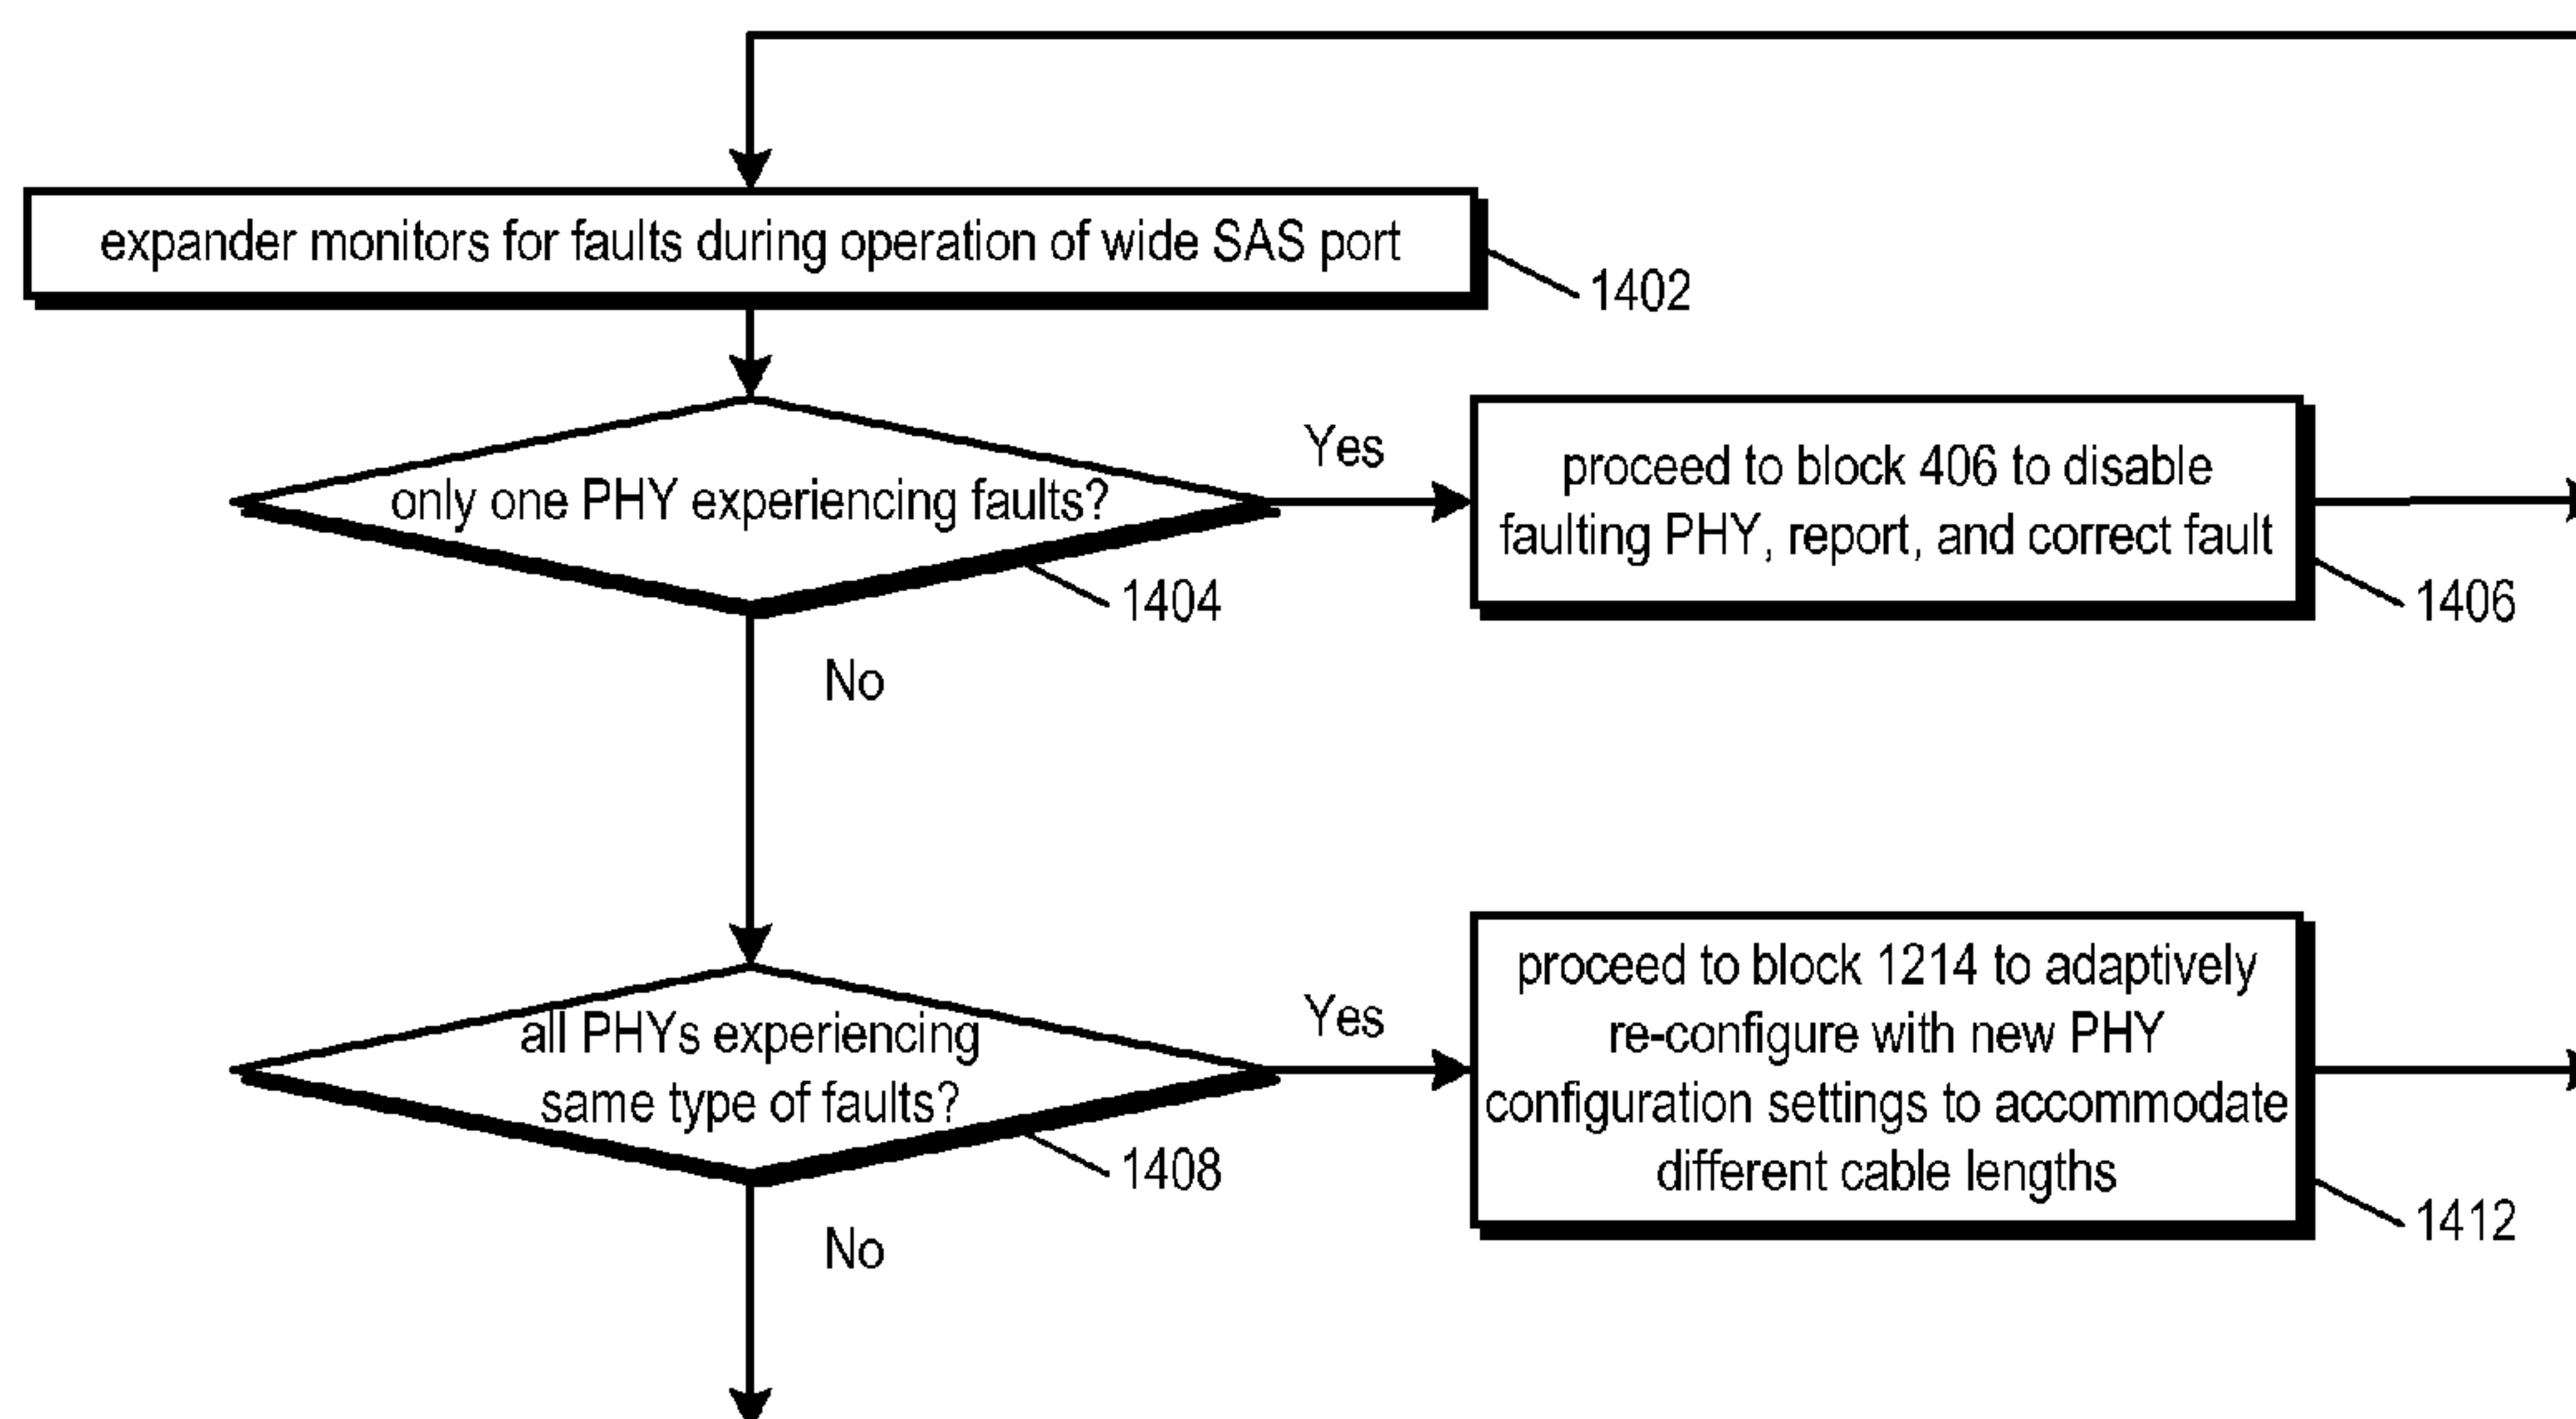 expander monitors for faults during operation of wide SAS port
1402
only one PHY experiencing faults?
1404
Yes
proceed to block 406 to disable
faulting PHY, report, and correct fault
1406
No
all PHYs experiencing
same type of faults?
1408
Yes
proceed to block 1214 to adaptively
re-configure with new PHY
configuration settings to accommodate
different cable lengths
1412
No